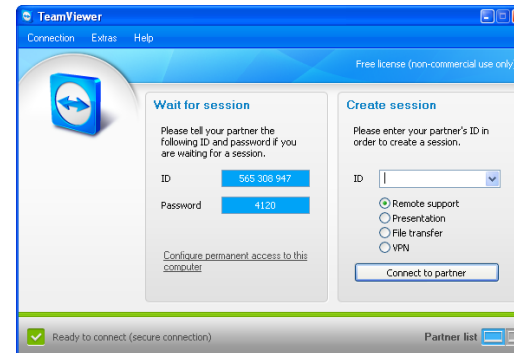 TeamViewer
Connection Extras Help
Free license (non-commercial use only
Wait for session
Please tell your partner the
following ID and password if you
are waiting for a session.
ID 565 308 947
Password 4120
Configure permanent access to this
computer
Create session
Please enter your partner's ID in
order to create a session.
ID
Remote support
Presentation
File transfer
VPN
Connect to partner
Ready to connect (secure connection)
Partner list